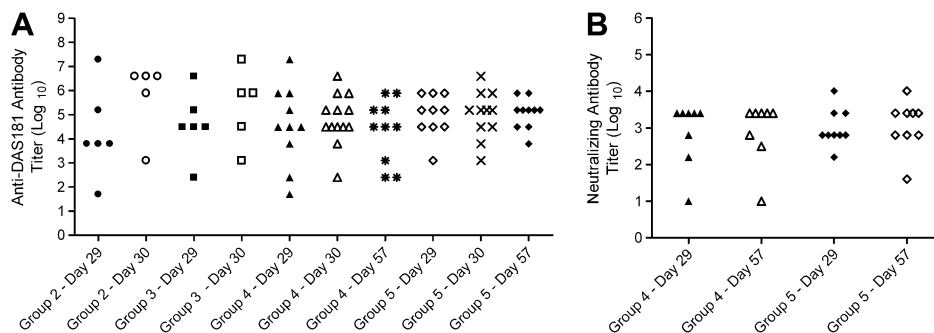 A
Anti-DAS181 Antibody
Titer (Log 10)
9
8
7
6
5
4
3
2
1
0
Group 2 - Day 29
Group 2 - Day 30
Group 3 - Day 29
Group 3 - Day 30
Group 4 - Day 29
Group 4 - Day 30
Group 4 - Day 57
Group 5 - Day 29
Group 5 - Day 30
Group 5 - Day 57
B
Neutralizing Antibody
Titer (Log 10)
6
5
4
3
2
1
0
Group 4 - Day 29
Group 4 - Day 57
Group 5 - Day 29
Group 5 - Day 57